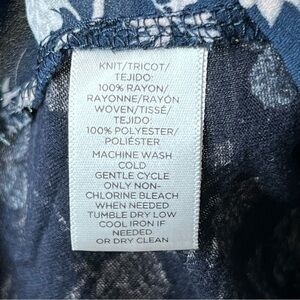 KNIT/TRICOT/
TEJIDO:
100% RAYON/
RAYONNE/RAYÓN
WOVEN/TISSÉ/
TEJIDO:
100% POLYESTER/
POLIÉSTER
MACHINE WASH
COLD
GENTLE CYCLE
ONLY NON-
CHLORINE BLEACH
WHEN NEEDED
TUMBLE DRY LOW
COOL IRON IF
NEEDED
OR DRY CLEAN